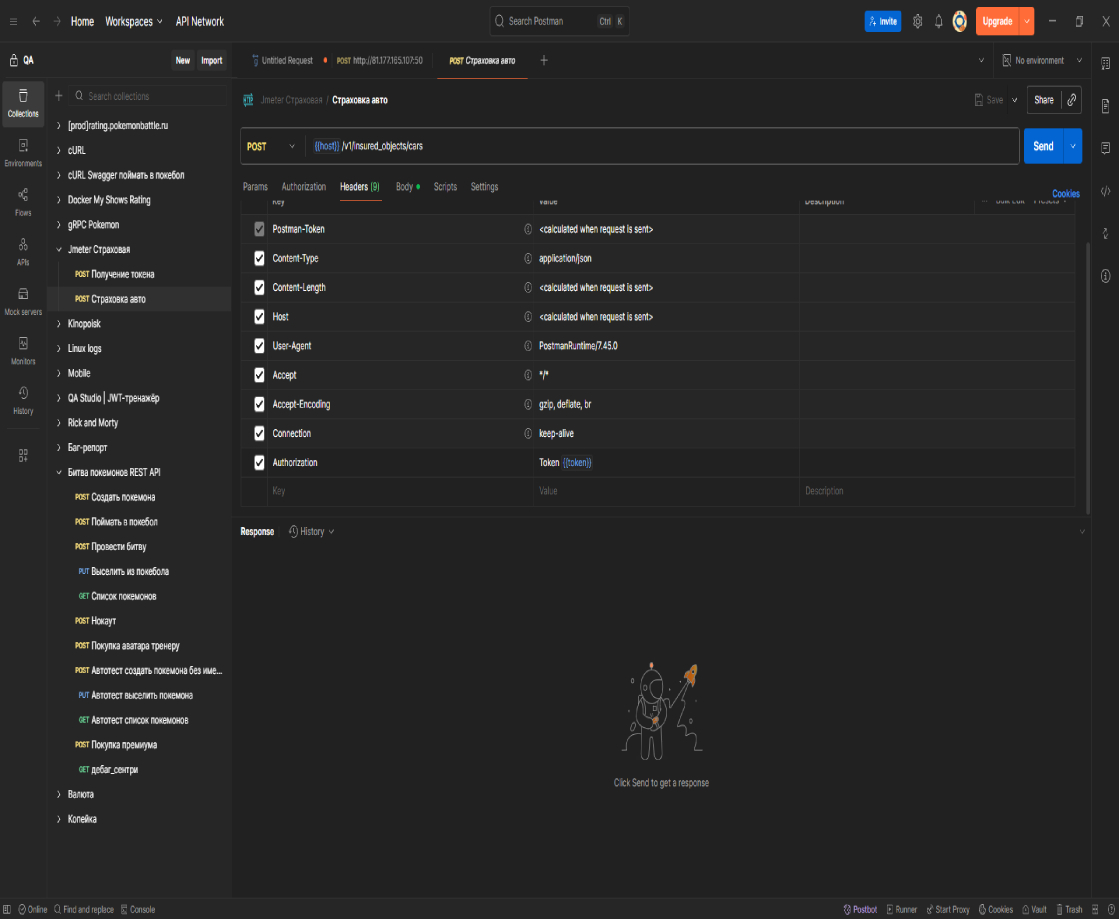 Home Workspaces API Network Search Postman Ctrl K Invite Upgrade
QA New Import Untitled Request POST http://81.177.165.107:50 POST Страховка авто No environment
Collections
Environments
Flows
APIs
Mock servers
Monitors
History
Search collections
[prod]rating.pokemonbattle.ru
cURL
cURL Swagger поймать в покебол
Docker My Shows Rating
gRPC Pokemon
Jmeter Страховая
POST Получение токена
POST Страховка авто
Kinopoisk
Linux logs
Mobile
QA Studio | JWT-тренажёр
Rick and Morty
Баг-репорт
Битва покемонов REST API
POST Создать покемона
POST Поймать в покебол
POST Провести битву
PUT Выселить из покебола
GET Список покемонов
POST Нокаут
POST Покупка аватара тренеру
POST Автотест создать покемона без име...
PUT Автотест выселить покемона
GET Автотест список покемонов
POST Покупка премиума
GET дебаг_сентри
Валюта
Копейка
Jmeter Страховая / Страховка авто Save Share
POST {{host}} /v1/insured_objects/cars Send
Params Authorization Headers (9) Body Scripts Settings Cookies
Key Value Description Bulk Edit Presets
Postman-Token <calculated when request is sent>
Content-Type application/json
Content-Length <calculated when request is sent>
Host <calculated when request is sent>
User-Agent PostmanRuntime/7.45.0
Accept */*
Accept-Encoding gzip, deflate, br
Connection keep-alive
Authorization Token {{token}}
Key Value Description
Response History
Click Send to get a response
Online Find and replace Console Postbot Runner Start Proxy Cookies Vault Trash